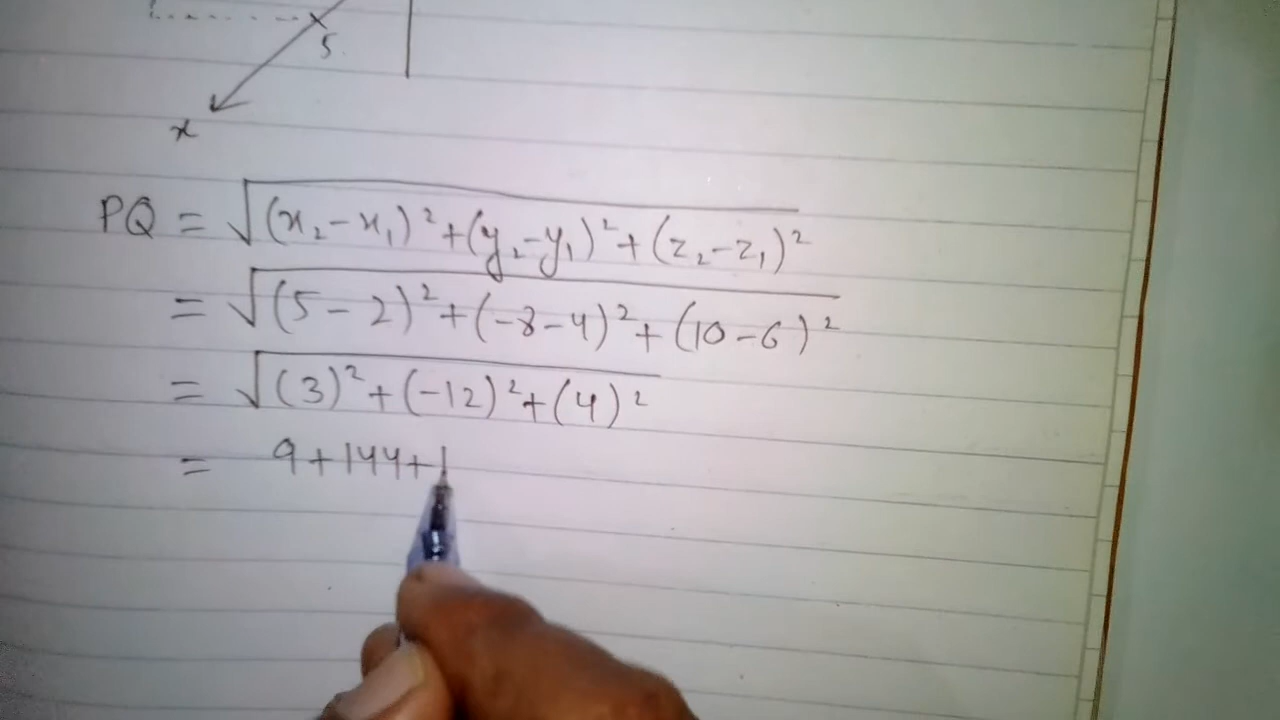 5
x
PQ = √(x₂-x₁)²+(y₂-y₁)²+(z₂-z₁)²
= √(5-2)²+(-8-4)²+(10-6)²
= √(3)²+(-12)²+(4)²
= 9+144+1